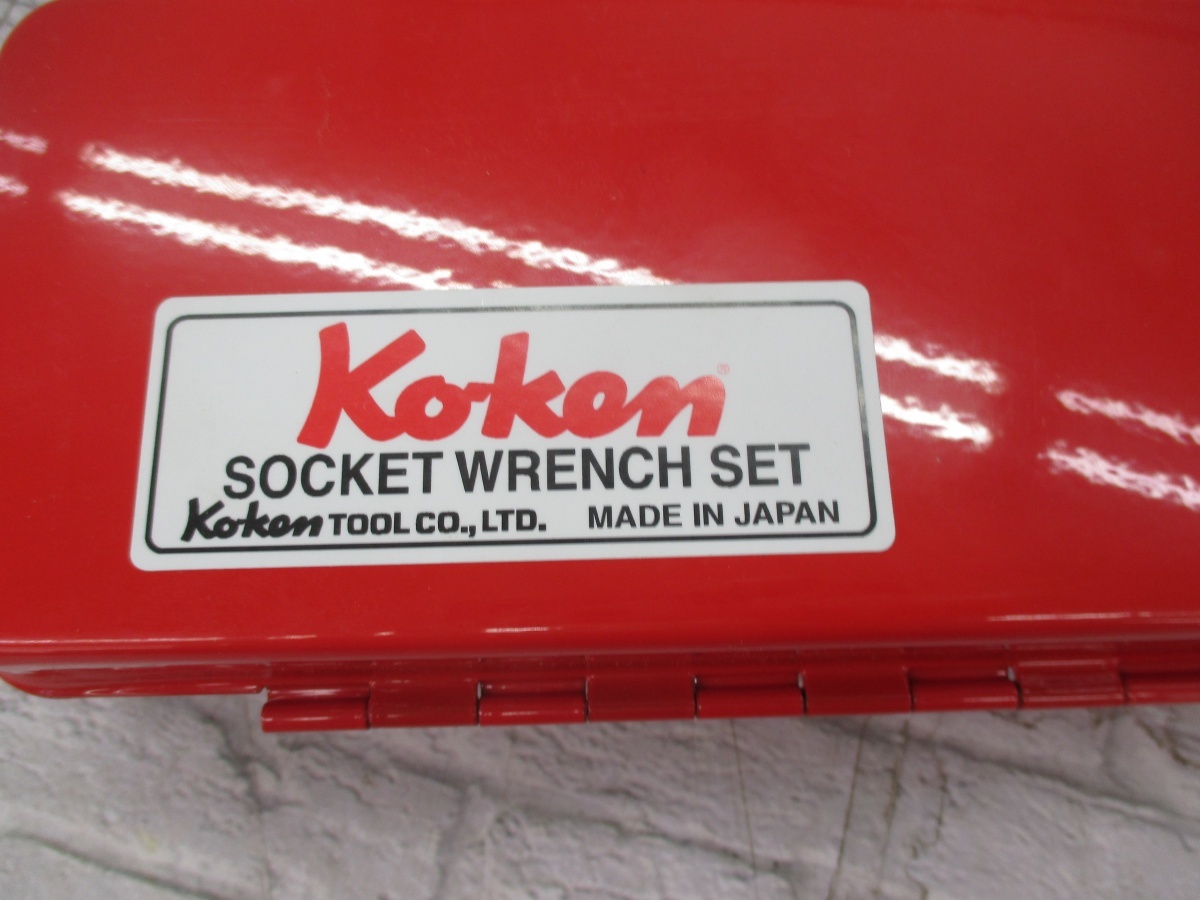 Ko-ken®
SOCKET WRENCH SET
Ko-ken TOOL CO., LTD. MADE IN JAPAN